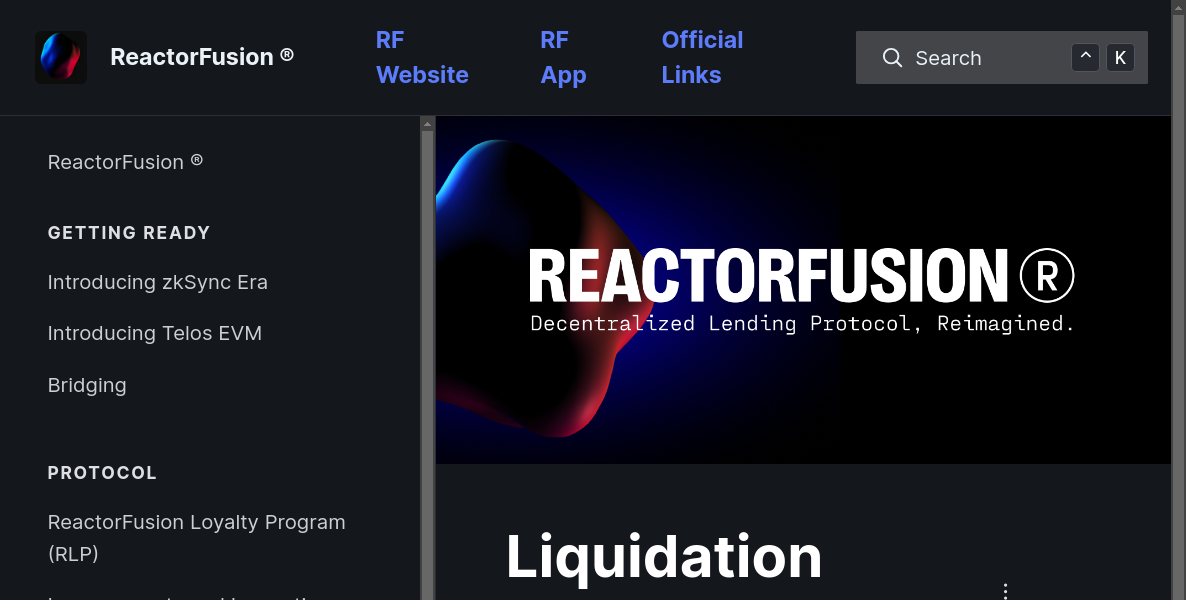 ReactorFusion ®
RF
Website
RF
App
Official
Links
Search
^
K
ReactorFusion ®
GETTING READY
Introducing zkSync Era
Introducing Telos EVM
Bridging
PROTOCOL
ReactorFusion Loyalty Program
(RLP)
REACTORFUSION®
Decentralized Lending Protocol, Reimagined.
Liquidation